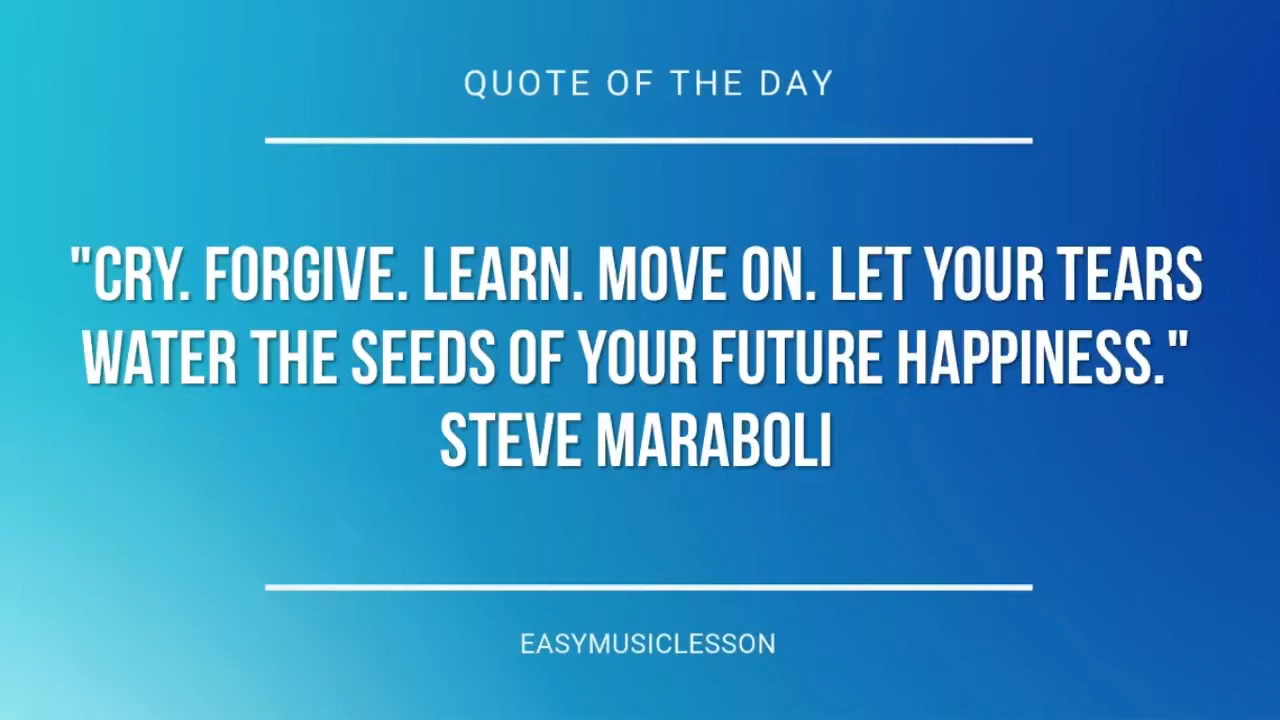 QUOTE OF THE DAY
"CRY. FORGIVE. LEARN. MOVE ON. LET YOUR TEARS
WATER THE SEEDS OF YOUR FUTURE HAPPINESS."
STEVE MARABOLI
EASYMUSICLESSON